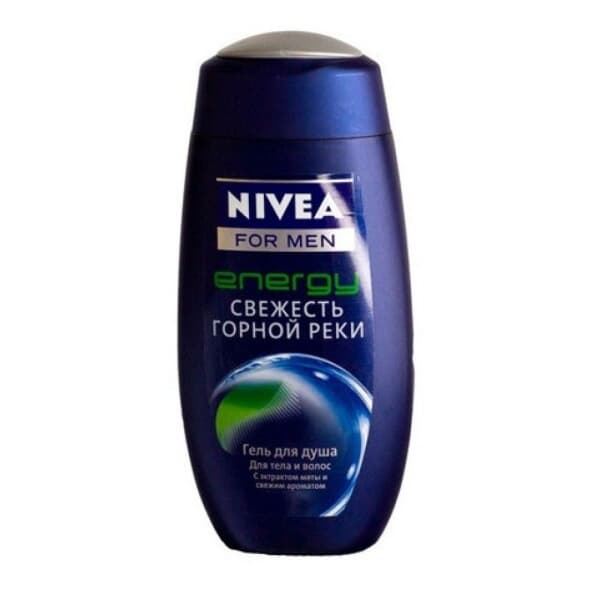 NIVEA
FOR MEN
energy
СВЕЖЕСТЬ
ГОРНОЙ РЕКИ
Гель для душа
Для тела и волос
С экстрактом мяты и
свежим ароматом